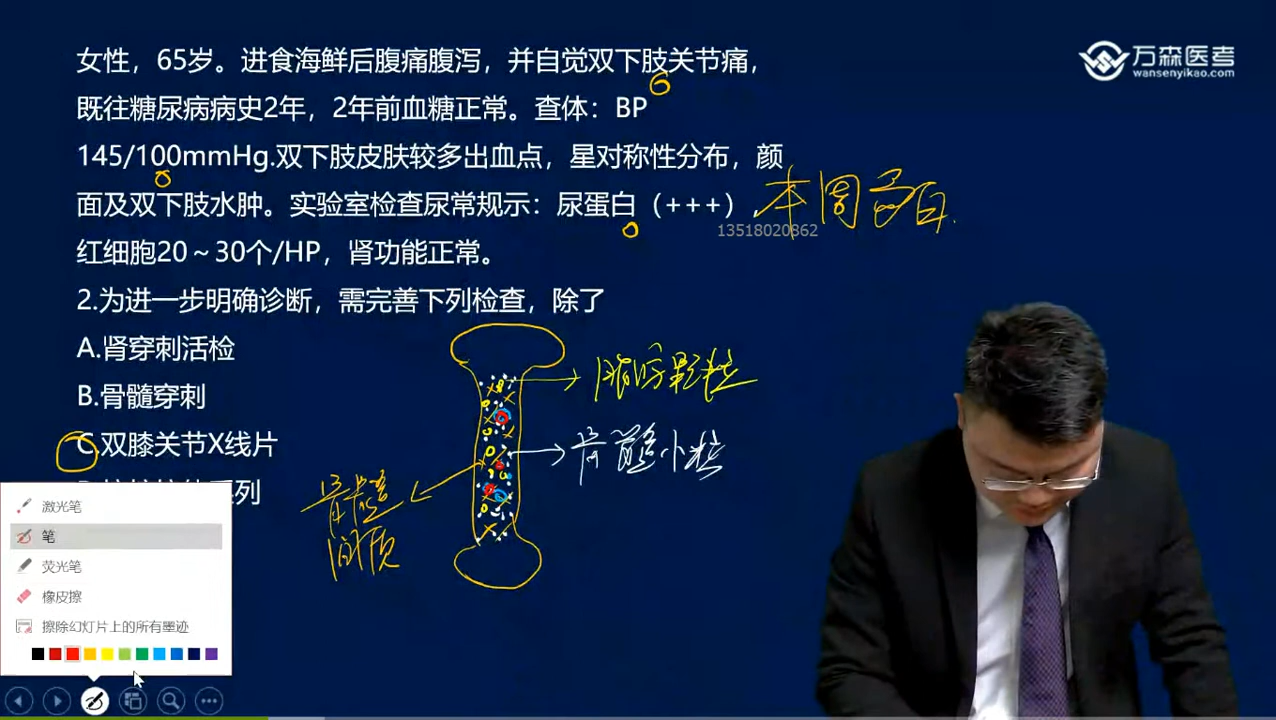 万森医考
wansenyikao.com
女性，65岁。进食海鲜后腹痛腹泻，并自觉双下肢关节痛，
既往糖尿病病史2年，2年前血糖正常。查体：BP
145/100mmHg.双下肢皮肤较多出血点，星对称性分布，颜
面及双下肢水肿。实验室检查尿常规示：尿蛋白（+++），
本周蛋白
13518020862
红细胞20～30个/HP，肾功能正常。
2.为进一步明确诊断，需完善下列检查，除了
A.肾穿刺活检
B.骨髓穿刺
C.双膝关节X线片
系列
脂肪颗粒
骨髓小粒
骨髓
间质
激光笔
笔
荧光笔
橡皮擦
擦除幻灯片上的所有墨迹